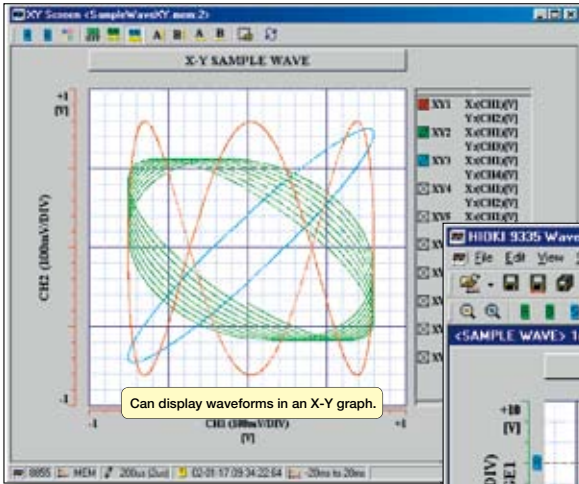 XY Screen <SampleWaveXY.mem:2>
A B A B
X-Y SAMPLE WAVE
+1
[V]
CH2 (100mV/DIV)
-1
-1
CH1 (100mV/DIV)
+1
[V]
XY1 X:(CH1)[V]
Y:(CH2)[V]
XY2 X:(CH1)[V]
Y:(CH3)[V]
XY3 X:(CH1)[V]
Y:(CH4)[V]
XY4 X:(CH1)[V]
Y:(CH2)[V]
XY5 X:(CH1)[V]
Can display waveforms in an X-Y graph.
8855 MEM 200us (2us) 02-01-17 09:34:22:64 -20ms to 20ms
HIOKI 9335 Wave
File Edit View
<SAMPLE WAVE> 1
+10
[V]